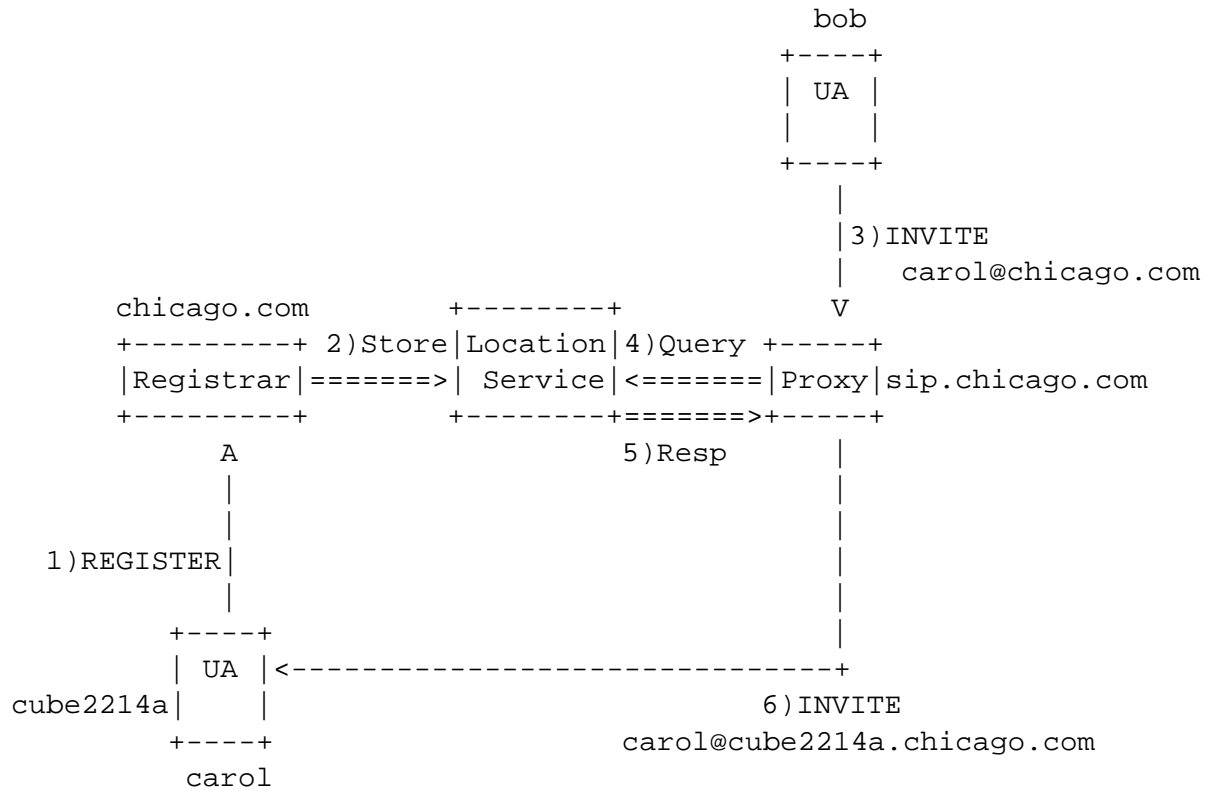 bob
                                               +----+
                                               | UA |
                                               |    |
                                               +----+
                                                  |
                                                  |3)INVITE
                                                  |   carol@chicago.com
       chicago.com        +--------+              V
       +---------+ 2)Store|Location|4)Query +-----+
       |Registrar|=======>| Service|<=======|Proxy|sip.chicago.com
       +---------+        +--------+=======>+-----+
             A                      5)Resp      |
             |                                  |
             |                                  |
   1)REGISTER|                                  |
             |                                  |
          +----+                                |
          | UA |<-------------------------------+
  cube2214a|    |                            6)INVITE
          +----+                    carol@cube2214a.chicago.com
           carol